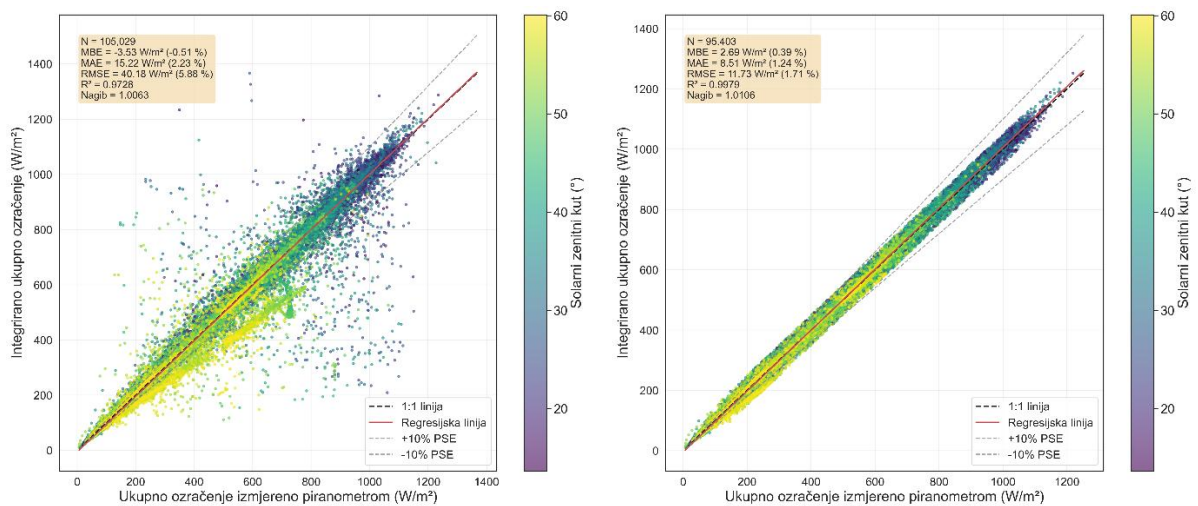 N = 105,029
MBE = -3.53 W/m² (-0.51 %)
MAE = 15.22 W/m² (2.23 %)
RMSE = 40.18 W/m² (5.88 %)
R² = 0.9728
Nagib = 1.0063
1400
1200
1000
800
600
400
200
0
Integrirano ukupno ozračenje (W/m²)
1:1 linija
Regresijska linija
+10% PSE
-10% PSE
0 200 400 600 800 1000 1200 1400
Ukupno ozračenje izmjereno piranometrom (W/m²)
60
50
40
30
20
Solarni zenitni kut (°)
N = 95.403
MBE = 2.69 W/m² (0.39 %)
MAE = 8.51 W/m² (1.24 %)
RMSE = 11.73 W/m² (1.71 %)
R² = 0.9979
Nagib = 1.0106
1400
1200
1000
800
600
400
200
0
Integrirano ukupno ozračenje (W/m²)
1:1 linija
Regresijska linija
+10% PSE
-10% PSE
0 200 400 600 800 1000 1200
Ukupno ozračenje izmjereno piranometrom (W/m²)
60
50
40
30
20
Solarni zenitni kut (°)